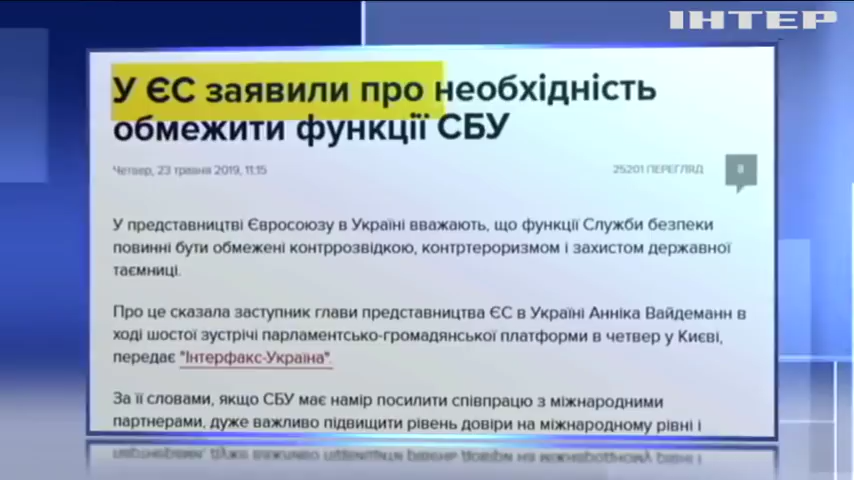 ІНТЕР
У ЄС заявили про необхідність
обмежити функції СБУ
Четвер, 23 травня 2019, 11:15
25201 ПЕРЕГЛЯД
8
У представництві Євросоюзу в Україні вважають, що функції Служби безпеки
повинні бути обмежені контррозвідкою, контртероризмом і захистом державної
таємниці.
Про це сказала заступник глави представництва ЄС в Україні Анніка Вайдеманн в
ході шостої зустрічі парламентсько-громадянської платформи в четвер у Києві,
передає "Інтерфакс-Україна".
За її словами, якщо СБУ має намір посилити співпрацю з міжнародними
партнерами, дуже важливо підвищити рівень довіри на міжнародному рівні і